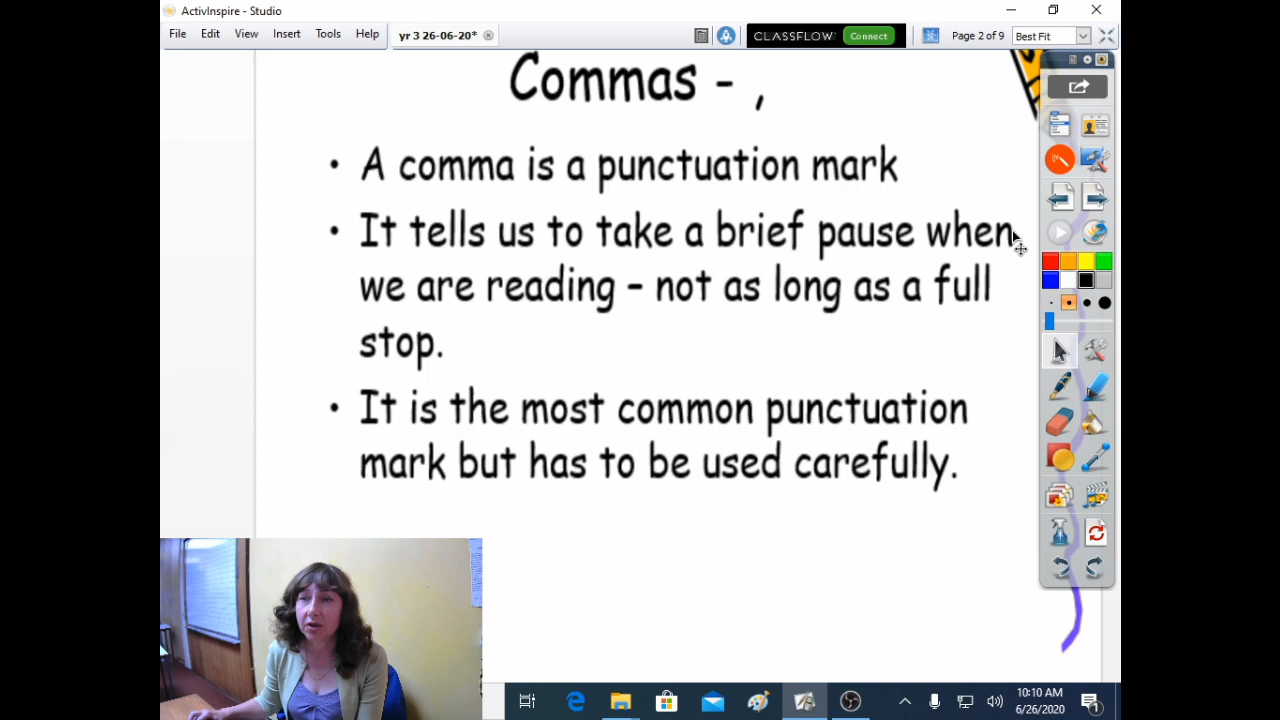 ActivInspire - Studio
File Edit View Insert Tools Help
yr 3 26-06-20*
CLASSFLOW Connect
Page 2 of 9
Best Fit
Commas - ,
• A comma is a punctuation mark
• It tells us to take a brief pause when
we are reading – not as long as a full
stop.
• It is the most common punctuation
mark but has to be used carefully.
10:10 AM
6/26/2020
1